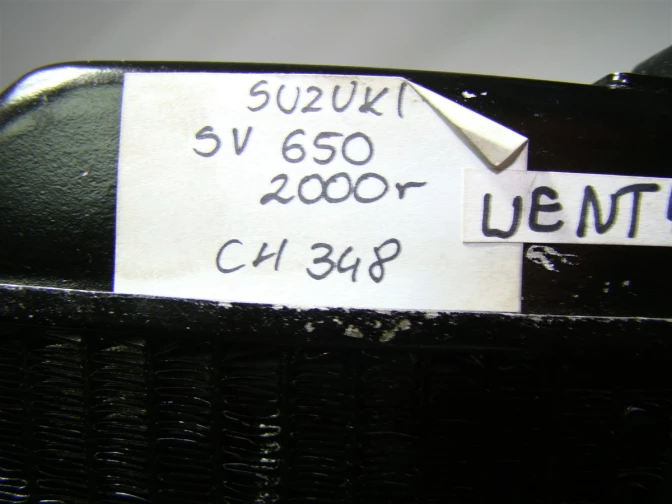 SUZUKI
SV 650
2000r
CH 348
WENT